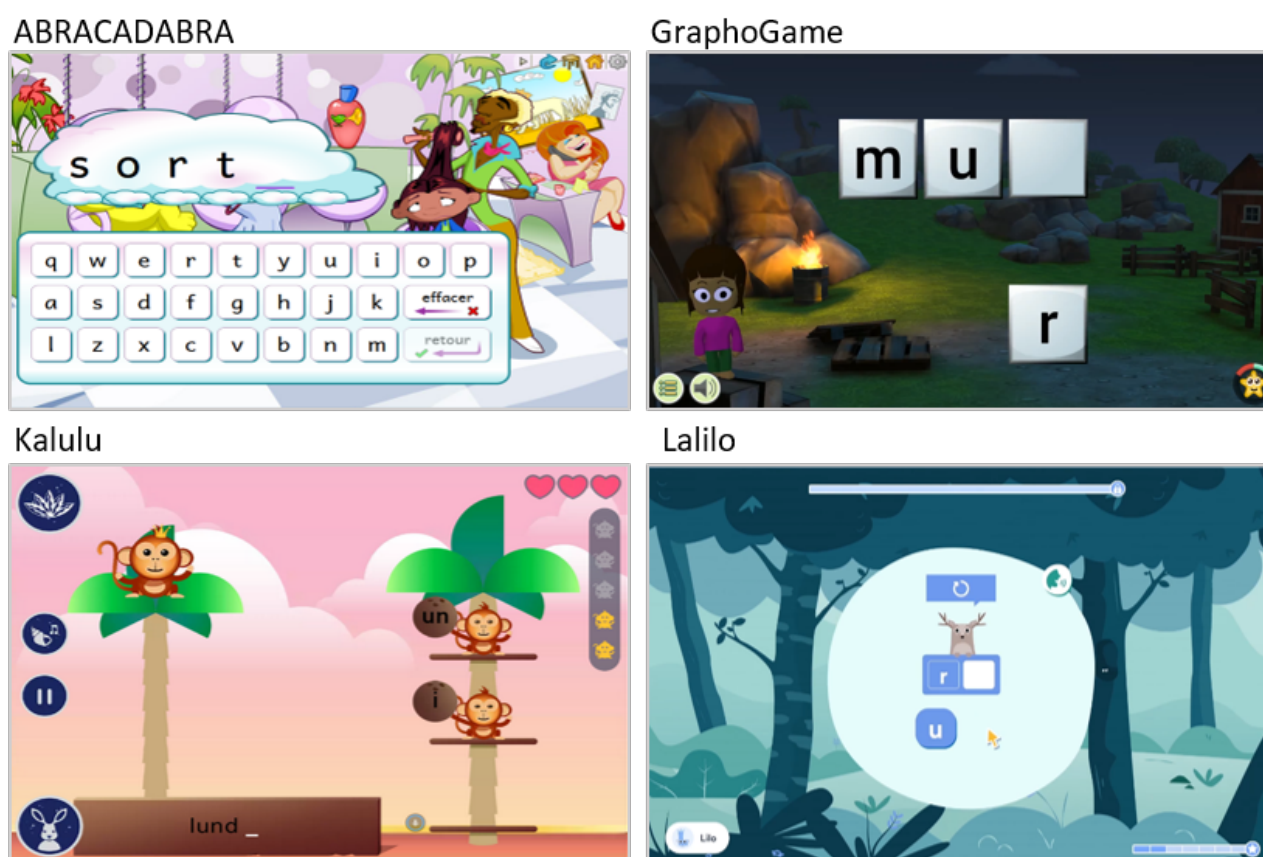 ABRACADABRA
s o r t _
q w e r t y u i o p
a s d f g h j k effacer
l z x c v b n m retour
GraphoGame
m u
r
Kalulu
un
i
lund _
Lalilo
r
u
Lilo